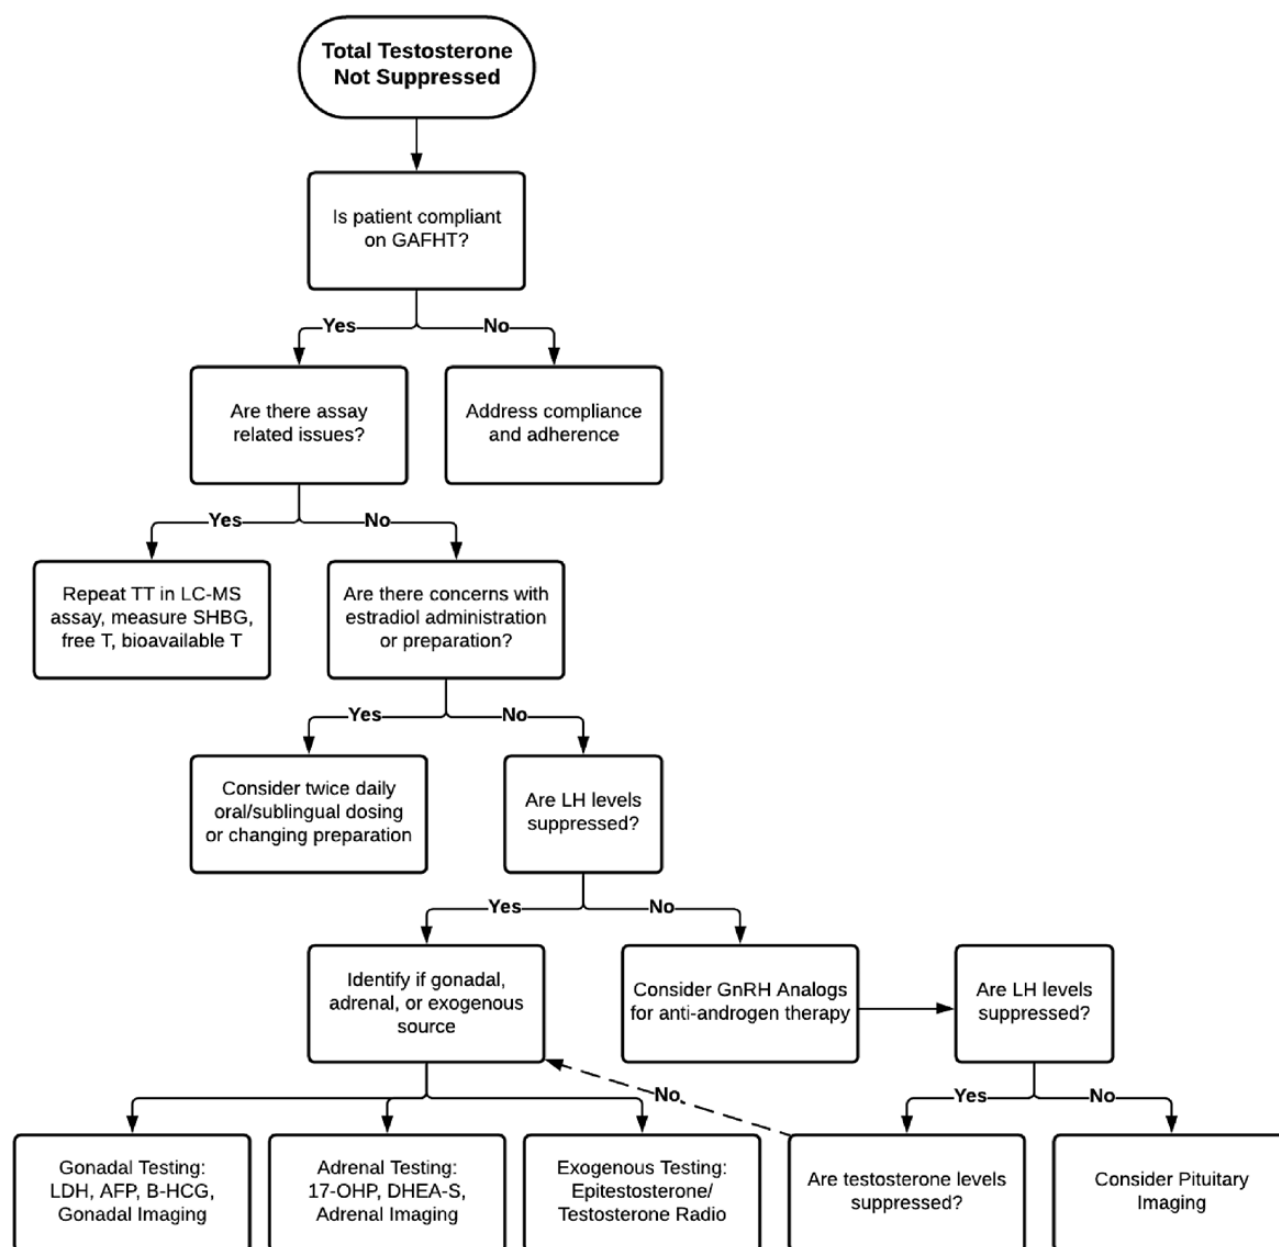 Total Testosterone
Not Suppressed
Is patient compliant
on GAFHT?
Yes
No
Are there assay
related issues?
Address compliance
and adherence
Yes
No
Repeat TT in LC-MS
assay, measure SHBG,
free T, bioavailable T
Are there concerns with
estradiol administration
or preparation?
Yes
No
Consider twice daily
oral/sublingual dosing
or changing preparation
Are LH levels
suppressed?
Yes
No
Identify if gonadal,
adrenal, or exogenous
source
Consider GnRH Analogs
for anti-androgen therapy
Are LH levels
suppressed?
No
Yes
No
Gonadal Testing:
LDH, AFP, B-HCG,
Gonadal Imaging
Adrenal Testing:
17-OHP, DHEA-S,
Adrenal Imaging
Exogenous Testing:
Epitestosterone/
Testosterone Radio
Are testosterone levels
suppressed?
Consider Pituitary
Imaging